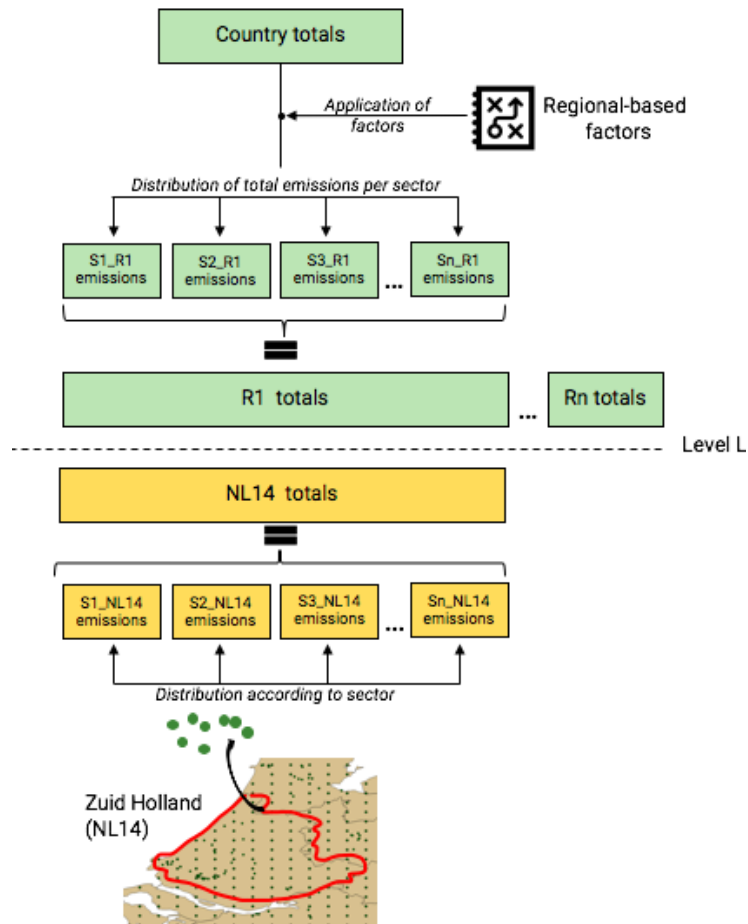 Country totals
Application of
factors
Regional-based
factors
Distribution of total emissions per sector
S1_R1
emissions
S2_R1
emissions
S3_R1
emissions
...
Sn_R1
emissions
R1 totals
...
Rn totals
Level L
NL14 totals
S1_NL14
emissions
S2_NL14
emissions
S3_NL14
emissions
...
Sn_NL14
emissions
Distribution according to sector
Zuid Holland
(NL14)